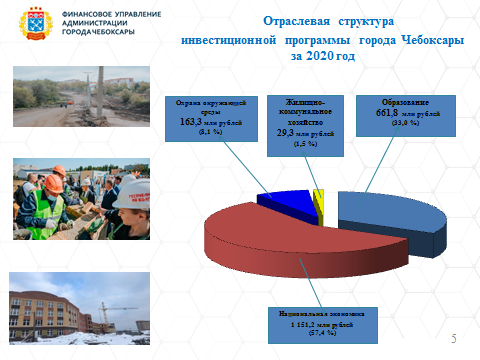 ФИНАНСОВОЕ УПРАВЛЕНИЕ
АДМИНИСТРАЦИИ
ГОРОДА ЧЕБОКСАРЫ
Отраслевая структура
инвестиционной программы города Чебоксары
за 2020 год
Охрана окружающей
среды
163,3 млн рублей
(8,1 %)
Жилищно-
коммунальное
хозяйство
29,3 млн рублей
(1,5 %)
Образование
661,8 млн рублей
(33,0 %)
Национальная экономика
1 151,2 млн рублей
(57,4 %)
5